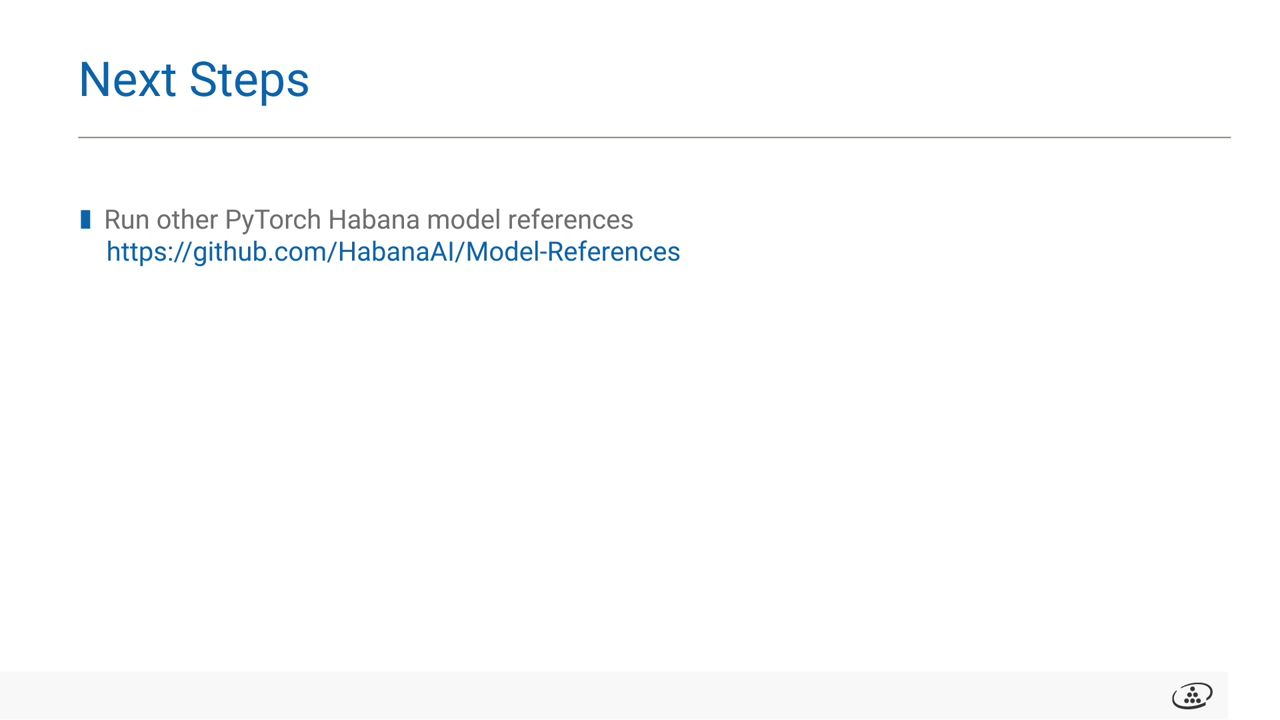 Next Steps
Run other PyTorch Habana model references
https://github.com/HabanaAI/Model-References